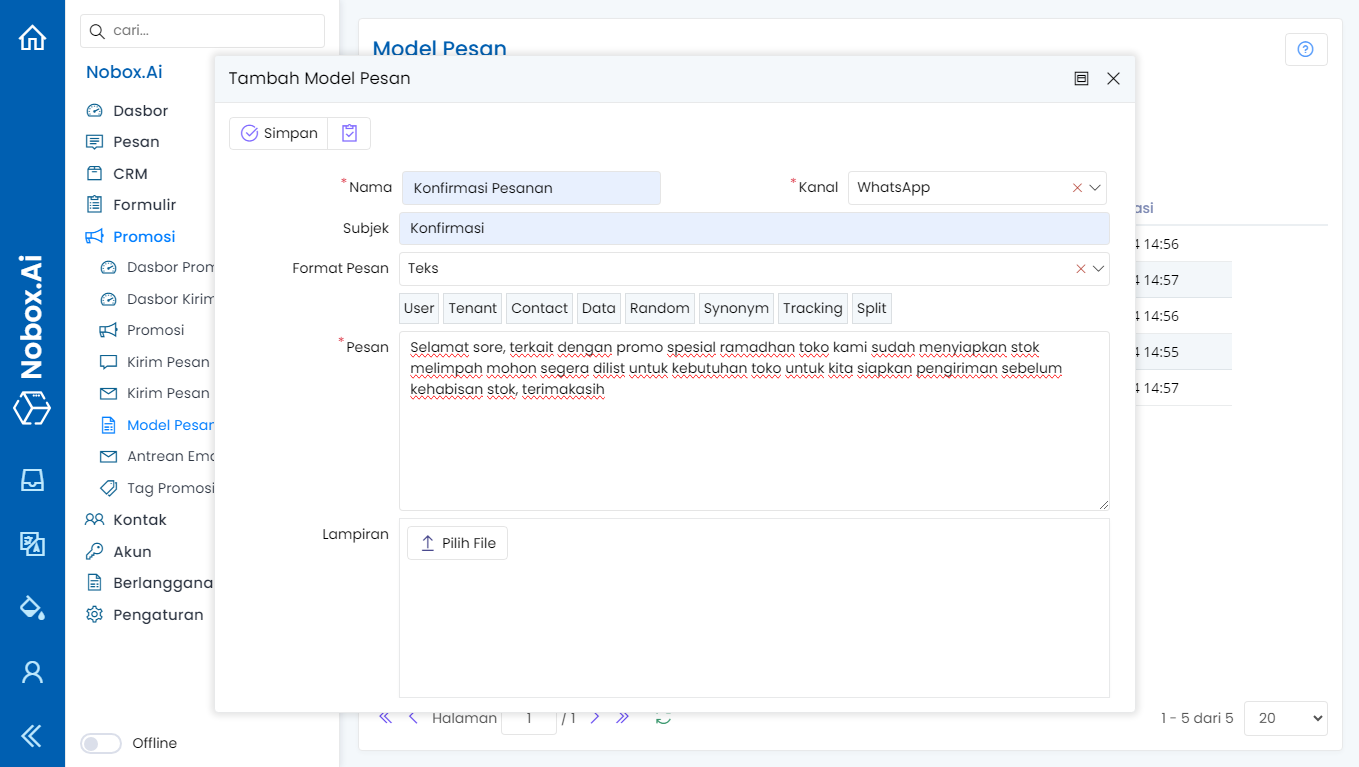 cari...
Nobox.Ai
Dasbor
Pesan
CRM
Formulir
Promosi
Dasbor Prom
Dasbor Kirim
Promosi
Kirim Pesan
Kirim Pesan
Model Pesan
Antrean Ema
Tag Promosi
Kontak
Akun
Berlanggana
Pengaturan
Offline
Nobox.Ai
Model Pesan
Tambah Model Pesan
Simpan
*Nama Konfirmasi Pesanan *Kanal WhatsApp
Subjek Konfirmasi
Format Pesan Teks
User Tenant Contact Data Random Synonym Tracking Split
*Pesan Selamat sore, terkait dengan promo spesial ramadhan toko kami sudah menyiapkan stok
melimpah mohon segera dilist untuk kebutuhan toko untuk kita siapkan pengiriman sebelum
kehabisan stok, terimakasih
Lampiran Pilih File
asi
4 14:56
4 14:57
4 14:56
4 14:55
4 14:57
Halaman 1 / 1
1 - 5 dari 5 20